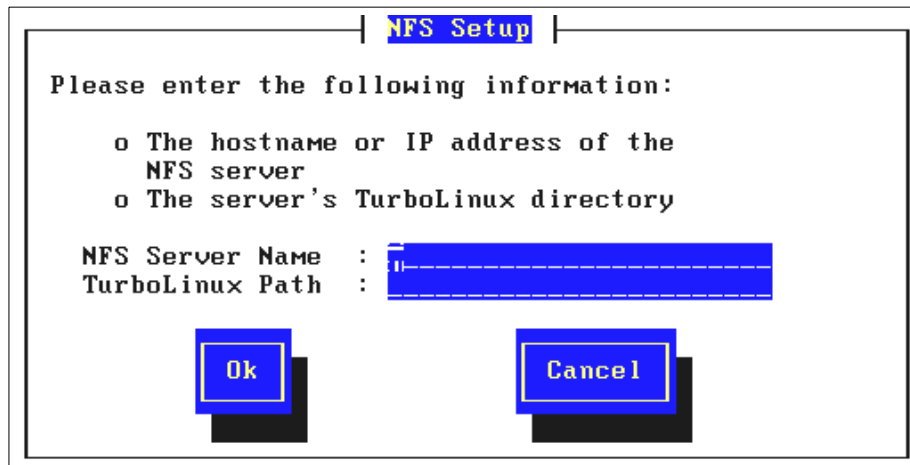 NFS Setup
Please enter the following information:
o The hostname or IP address of the
NFS server
o The server's TurboLinux directory
NFS Server Name :
TurboLinux Path :
Ok Cancel